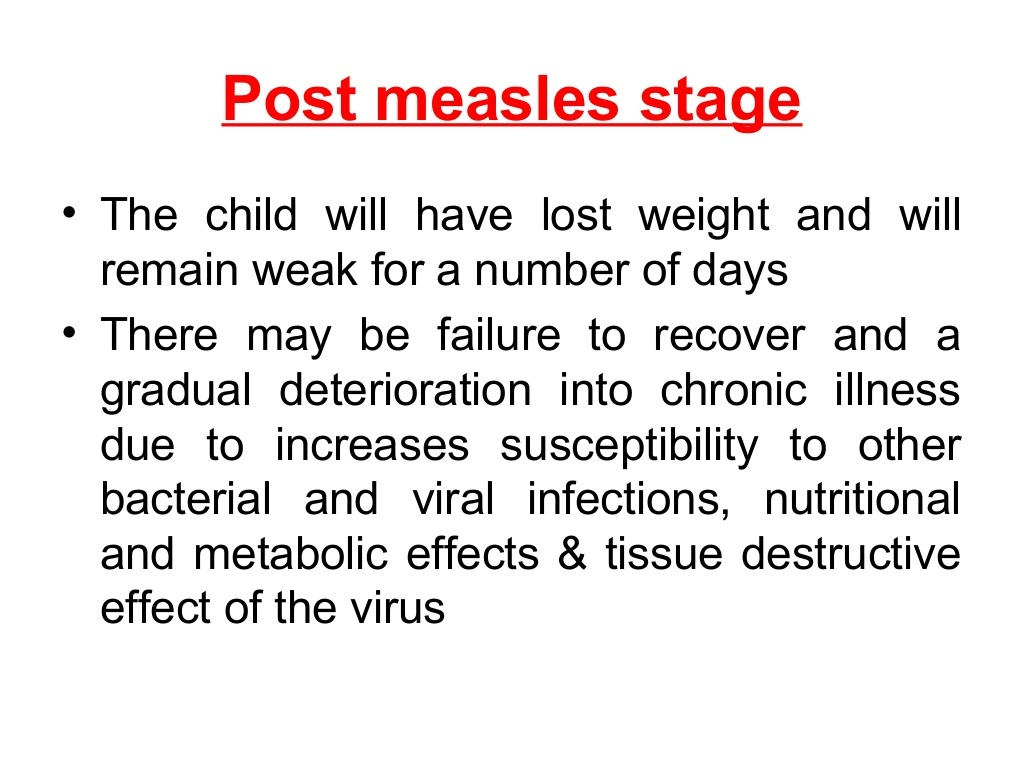 Post measles stage
• The child will have lost weight and will
remain weak for a number of days
• There may be failure to recover and a
gradual deterioration into chronic illness
due to increases susceptibility to other
bacterial and viral infections, nutritional
and metabolic effects & tissue destructive
effect of the virus